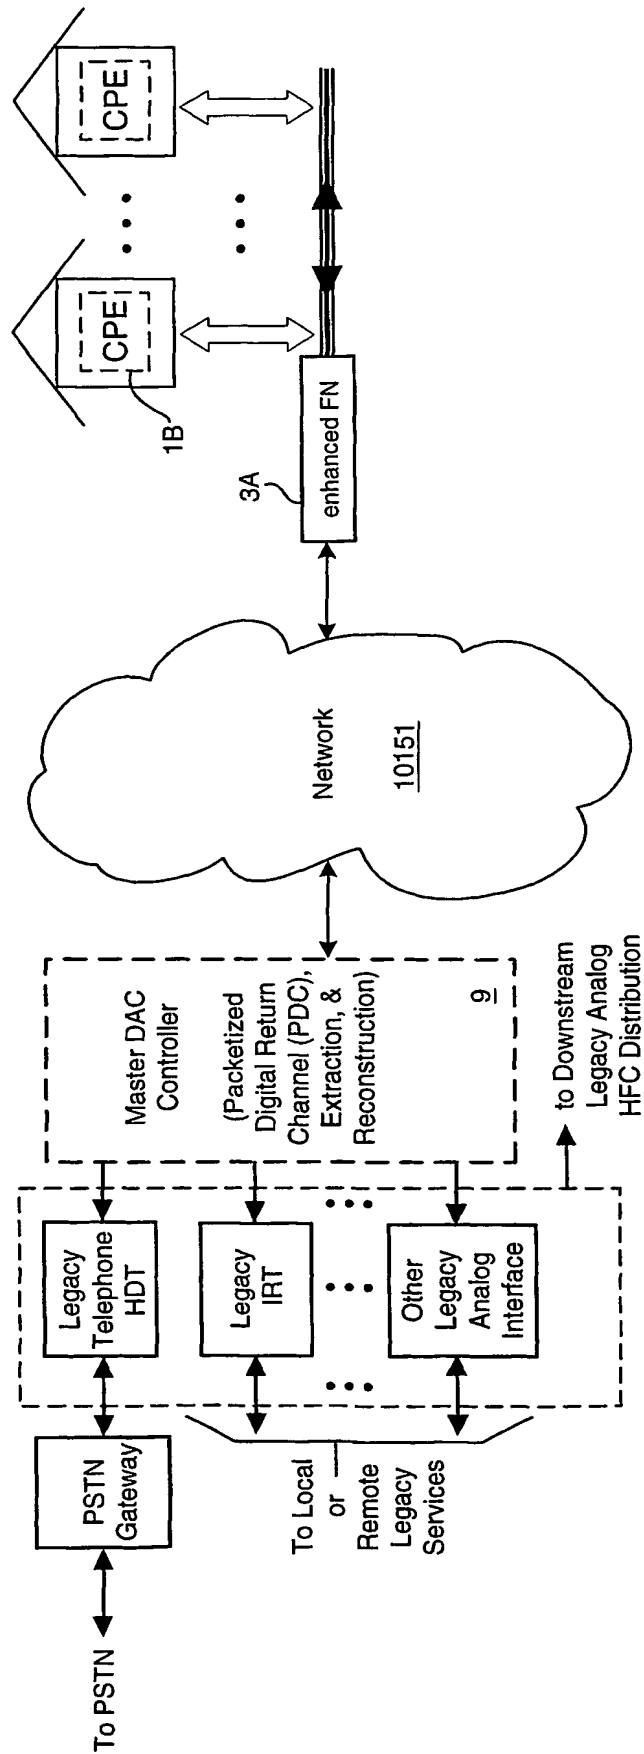 To PSTN
PSTN
Gateway
Legacy
Telephone
HDT
Legacy
IRT
Other
Legacy
Analog
Interface
To Local
or
Remote
Legacy
Services
Master DAC
Controller
(Packetized
Digital Return
Channel (PDC),
Extraction, &
Reconstruction)
9
to Downstream
Legacy Analog
HFC Distribution
Network
10151
3A
enhanced FN
1B
CPE
CPE